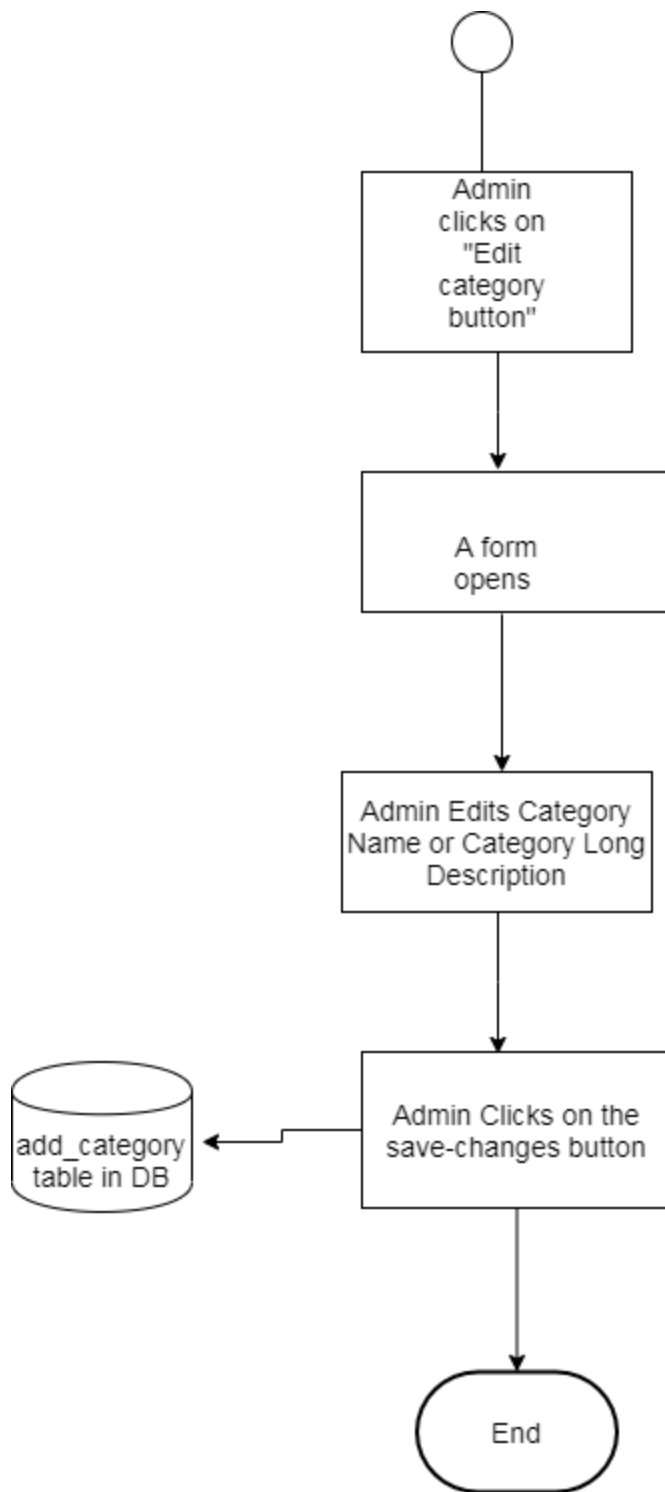 Admin
clicks on
"Edit
category
button"
A form
opens
Admin Edits Category
Name or Category Long
Description
Admin Clicks on the
save-changes button
add_category
table in DB
End